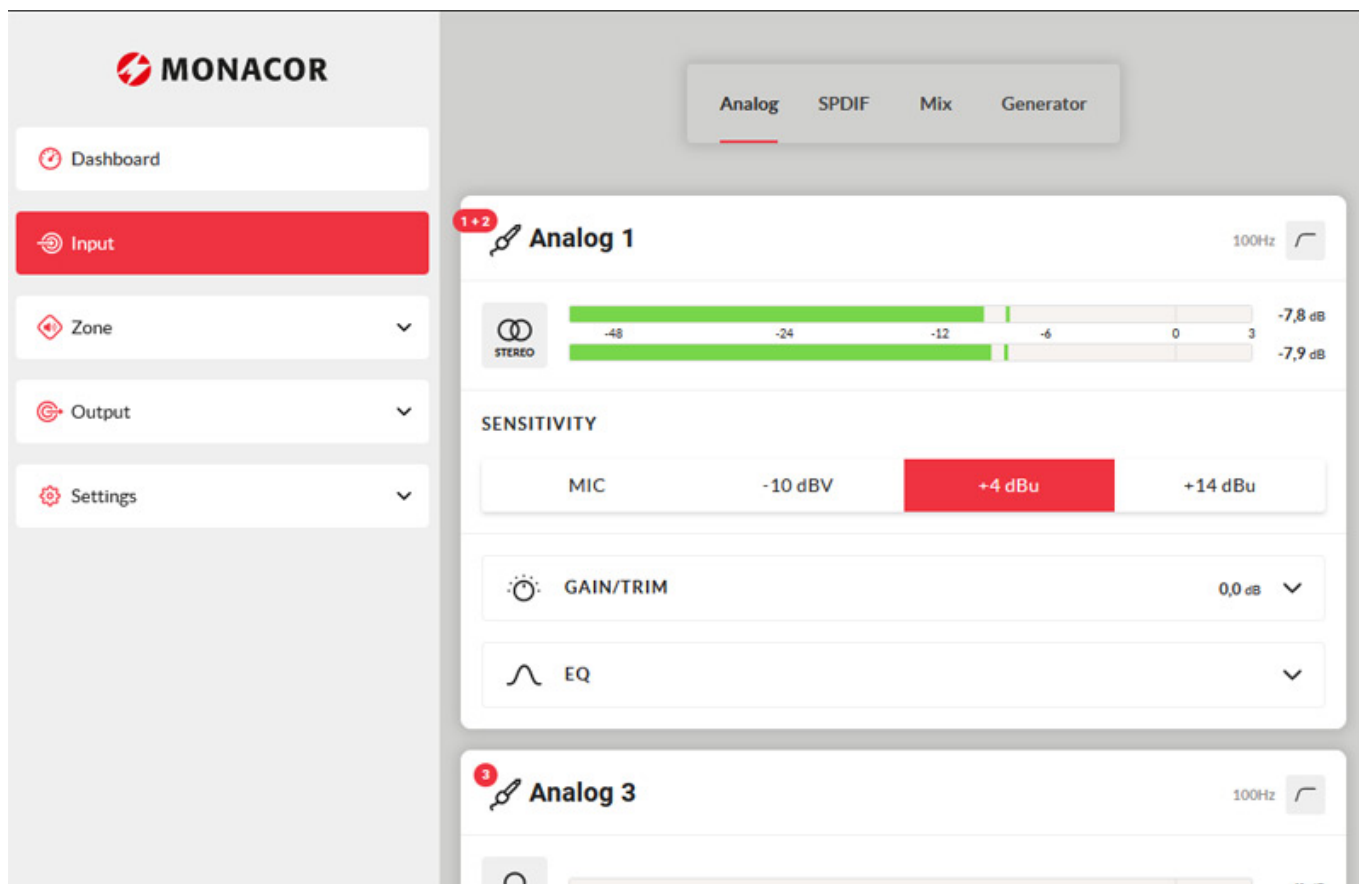 MONACOR
Dashboard
Input
Zone
Output
Settings
Analog SPDIF Mix Generator
1+2
Analog 1
100Hz
STEREO
-48 -24 -12 -6 0 3
-7,8 dB
-7,9 dB
SENSITIVITY
MIC -10 dBV +4 dBu +14 dBu
GAIN/TRIM 0,0 dB
EQ
3
Analog 3
100Hz